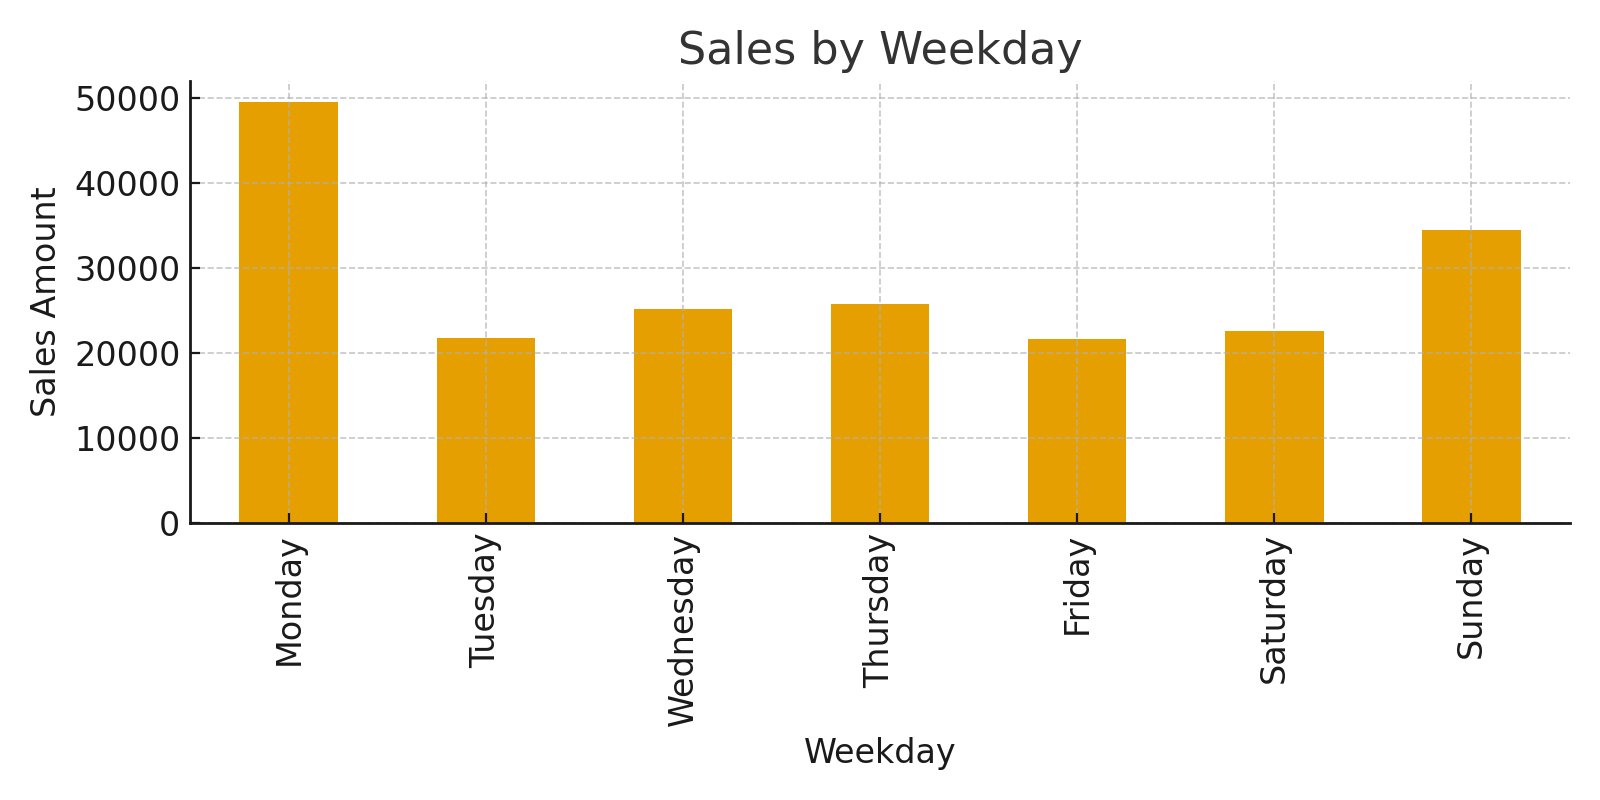 Sales by Weekday
Sales Amount
50000
40000
30000
20000
10000
0
Monday
Tuesday
Wednesday
Thursday
Friday
Saturday
Sunday
Weekday